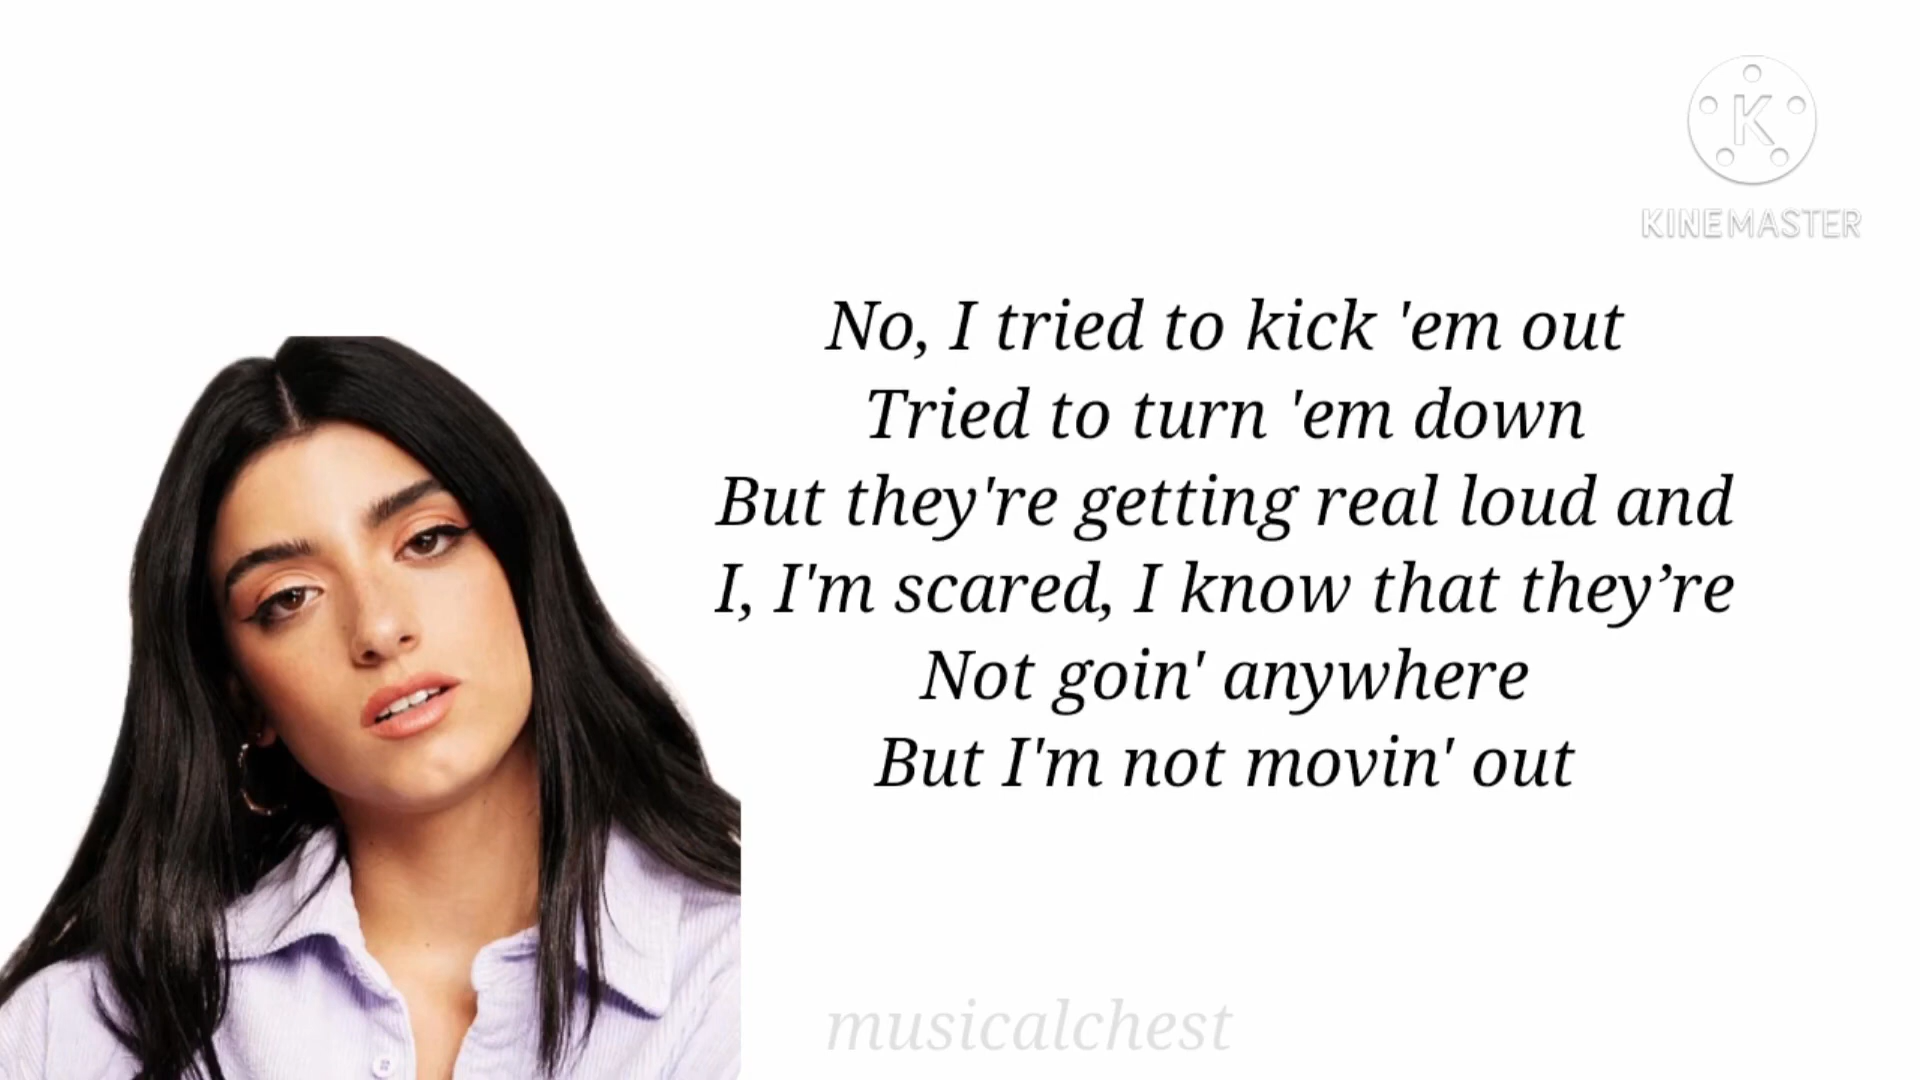 K
KINEMASTER
No, I tried to kick 'em out
Tried to turn 'em down
But they're getting real loud and
I, I'm scared, I know that they’re
Not goin' anywhere
But I'm not movin' out
musicalchest